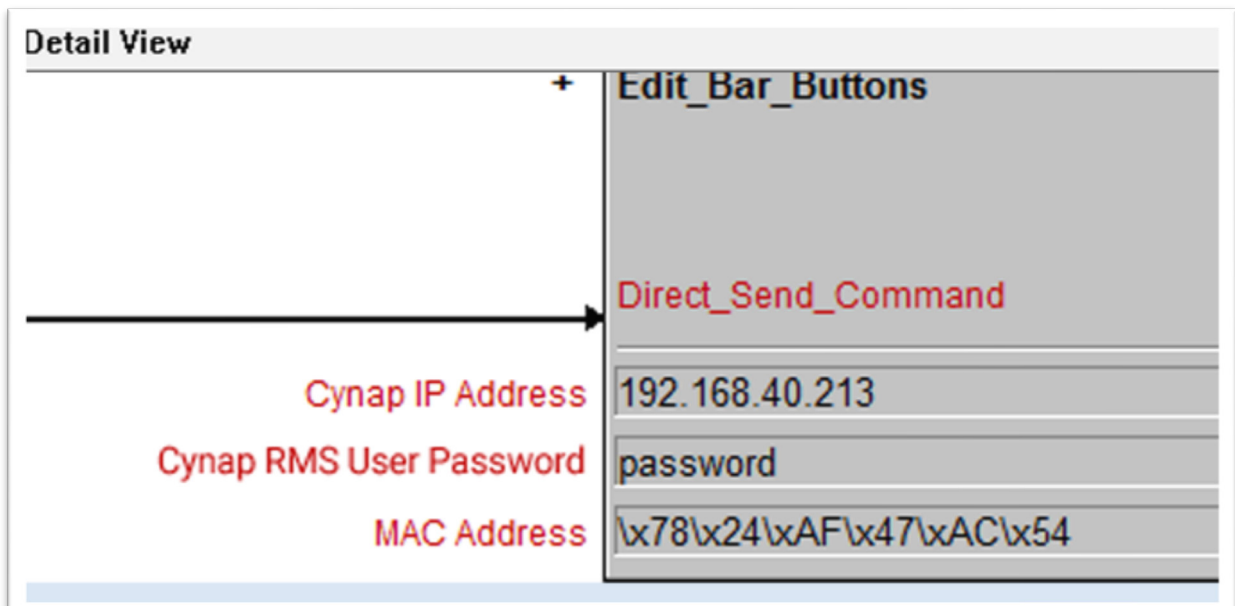 Detail View
+ Edit_Bar_Buttons
Direct_Send_Command
Cynap IP Address 192.168.40.213
Cynap RMS User Password password
MAC Address \x78\x24\xAF\x47\xAC\x54